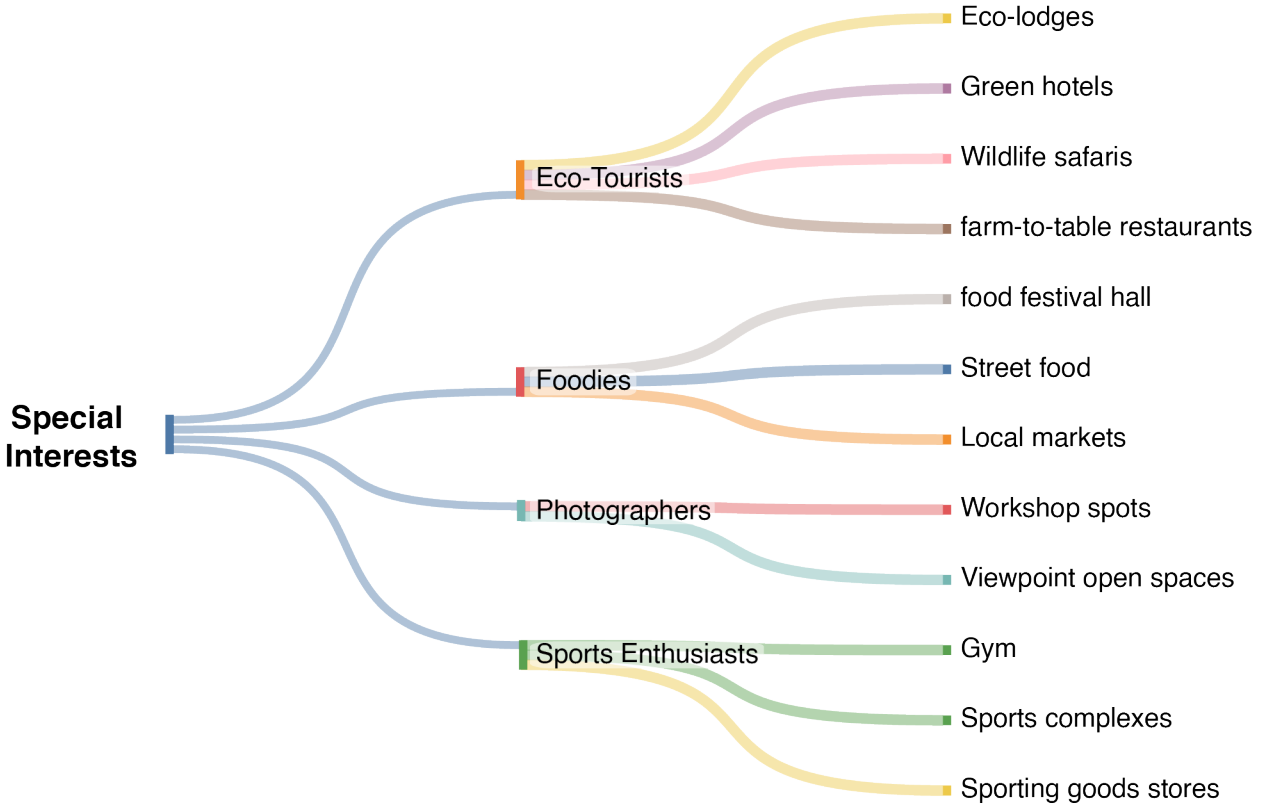 Special
Interests
Eco-Tourists
Eco-lodges
Green hotels
Wildlife safaris
farm-to-table restaurants
Foodies
food festival hall
Street food
Local markets
Photographers
Workshop spots
Viewpoint open spaces
Sports Enthusiasts
Gym
Sports complexes
Sporting goods stores